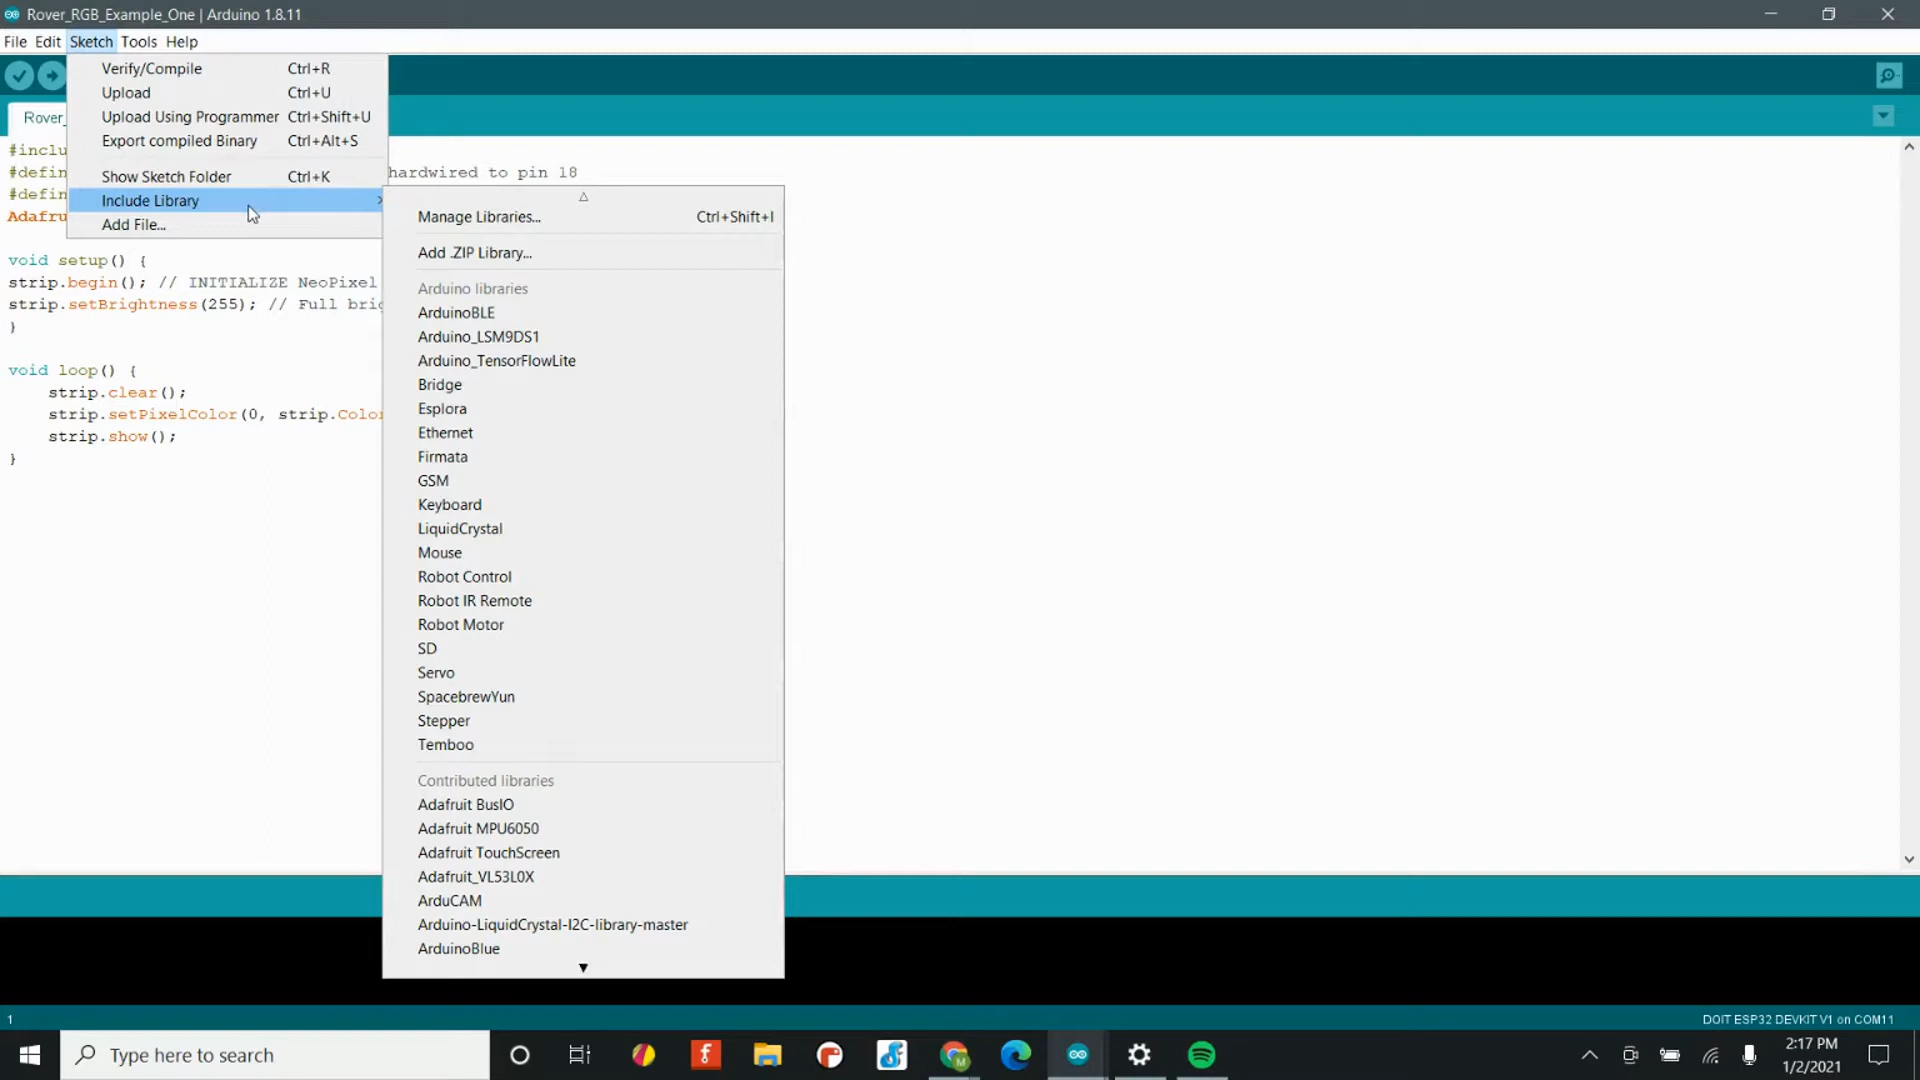 Rover_RGB_Example_One | Arduino 1.8.11
File Edit Sketch Tools Help
Verify/Compile Ctrl+R
Upload Ctrl+U
Upload Using Programmer Ctrl+Shift+U
Export compiled Binary Ctrl+Alt+S
Show Sketch Folder Ctrl+K
Include Library
Add File...
Rover_
#inclu
#defin hardwired to pin 18
#defin
Adafru
void setup() {
strip.begin(); // INITIALIZE NeoPixel
strip.setBrightness(255); // Full brig
}
void loop() {
strip.clear();
strip.setPixelColor(0, strip.Color
strip.show();
}
Manage Libraries... Ctrl+Shift+I
Add .ZIP Library...
Arduino libraries
ArduinoBLE
Arduino_LSM9DS1
Arduino_TensorFlowLite
Bridge
Esplora
Ethernet
Firmata
GSM
Keyboard
LiquidCrystal
Mouse
Robot Control
Robot IR Remote
Robot Motor
SD
Servo
SpacebrewYun
Stepper
Temboo
Contributed libraries
Adafruit BusIO
Adafruit MPU6050
Adafruit TouchScreen
Adafruit_VL53L0X
ArduCAM
Arduino-LiquidCrystal-I2C-library-master
ArduinoBlue
1
DOIT ESP32 DEVKIT V1 on COM11
Type here to search
2:17 PM
1/2/2021